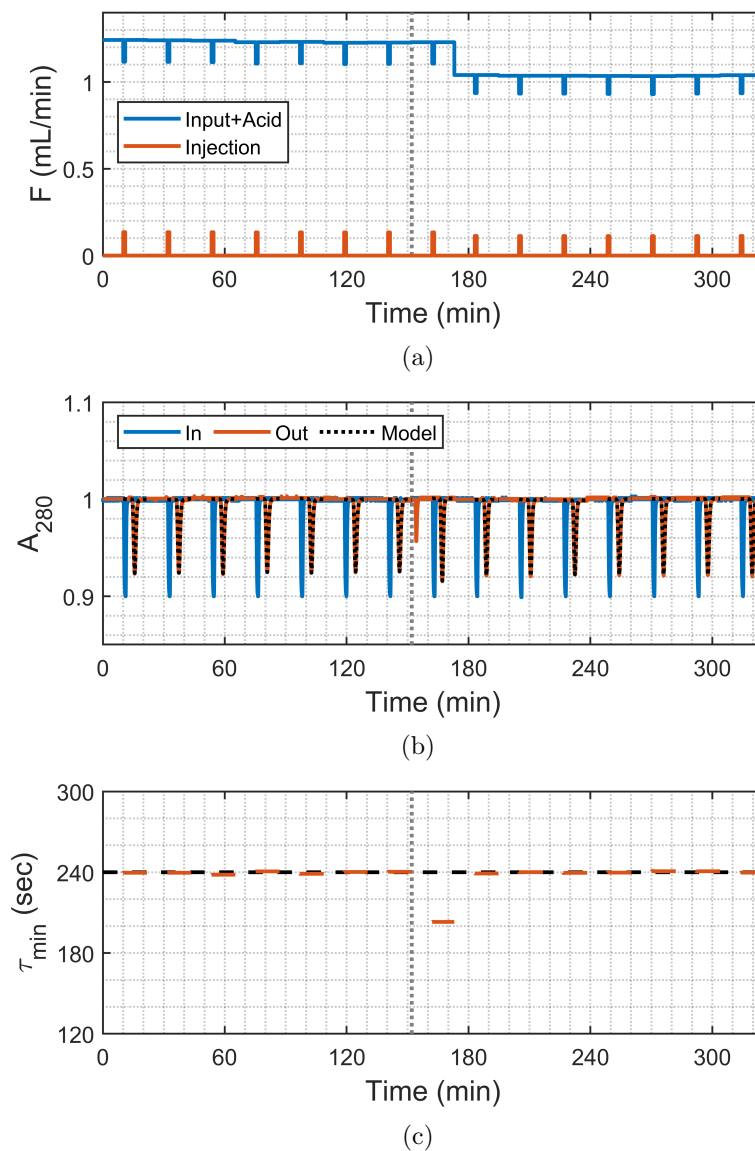 F (mL/min)
1
0.5
0
Input+Acid
Injection
0 60 120 180 240 300
Time (min)
(a)
A280
1.1
1
0.9
In Out Model
0 60 120 180 240 300
Time (min)
(b)
τmin (sec)
300
240
180
120
0 60 120 180 240 300
Time (min)
(c)